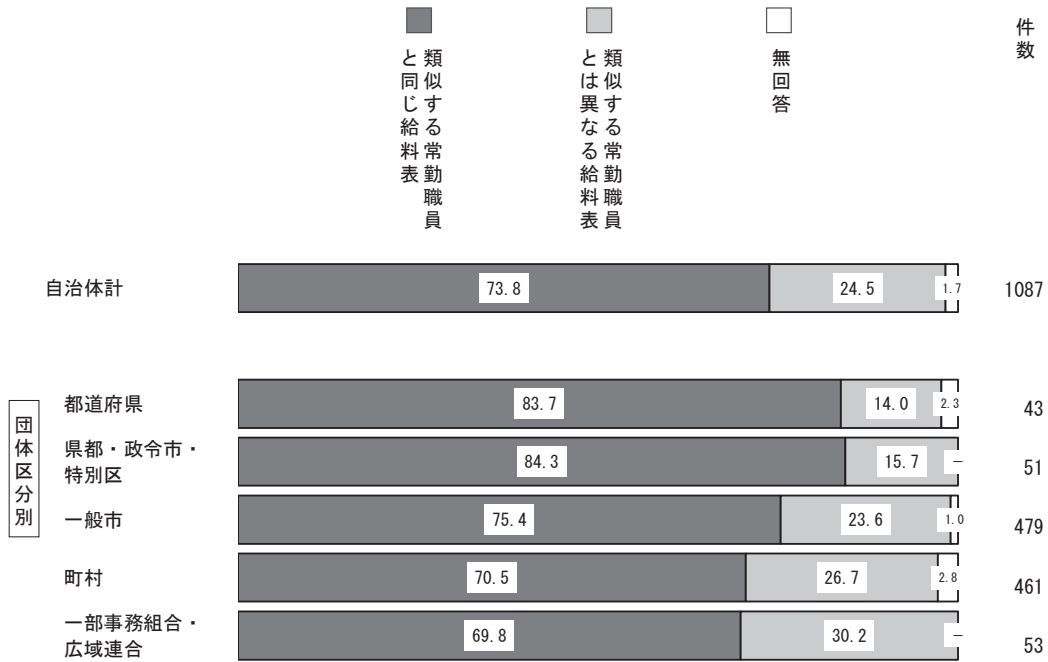 類似する常勤職員
と同じ給料表
類似する常勤職員
とは異なる給料表
無回答
件数
自治体計
73.8
24.5
1.7
1087
団体区分別
都道府県
83.7
14.0
2.3
43
県都・政令市・
特別区
84.3
15.7
－
51
一般市
75.4
23.6
1.0
479
町村
70.5
26.7
2.8
461
一部事務組合・
広域連合
69.8
30.2
－
53